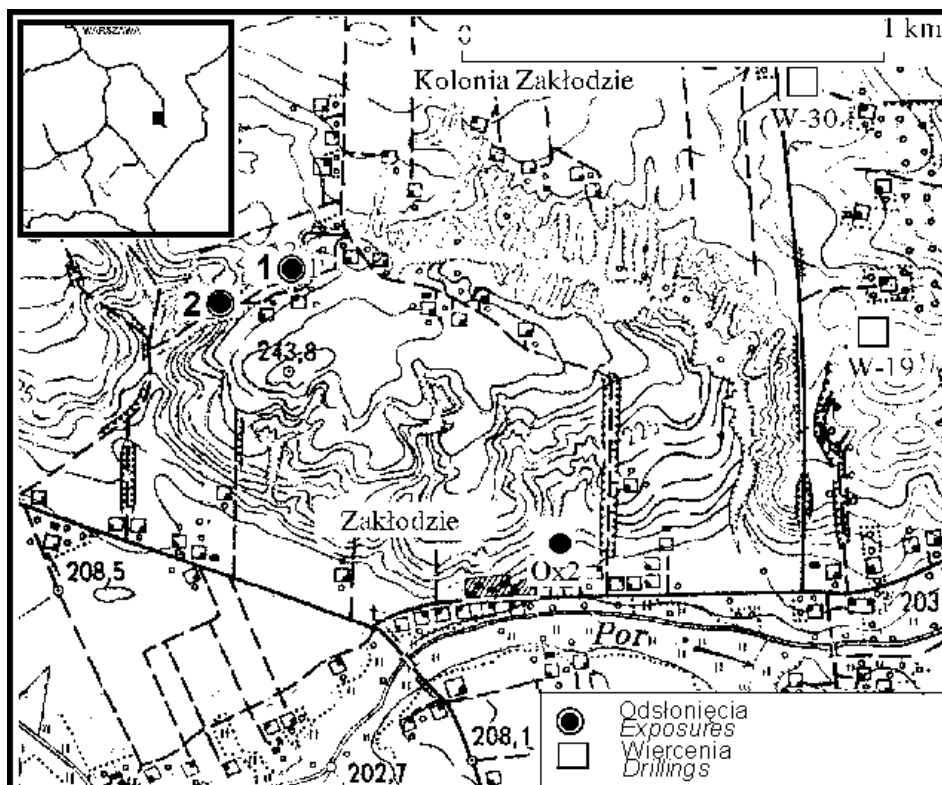 WARSZAWA
0
1 km
Kolonia Zakłodzie
W-30
1
2
243,8
W-19
Zakłodzie
208,5
Ox2
203
Por
208,1
202,7
Odsłonięcia
Exposures
Wiercenia
Drillings